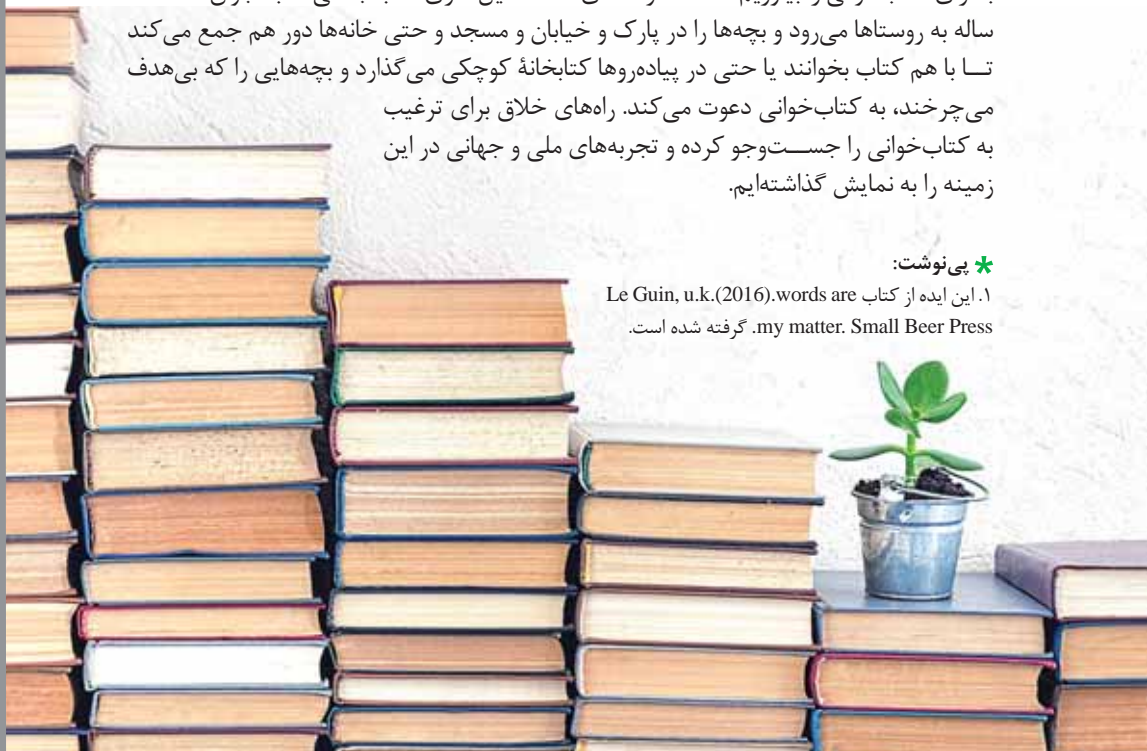 ساله به روستاها می‌رود و بچه‌ها را در پارک و خیابان و مسجد و حتی خانه‌ها دور هم جمع می‌کند
تــا با هم کتاب بخوانند یا حتی در پیاده‌روها کتابخانهٔ کوچکی می‌گذارد و بچه‌هایی را که بی‌هدف
می‌چرخند، به کتاب‌خوانی دعوت می‌کند. راه‌های خلاق برای ترغیب
به کتاب‌خوانی را جســت‌وجو کرده و تجربه‌های ملی و جهانی در این
زمینه را به نمایش گذاشته‌ایم.
* پی‌نوشت:
۱. این ایده از کتاب Le Guin, u.k.(2016).words are
my matter. Small Beer Press. گرفته شده است.